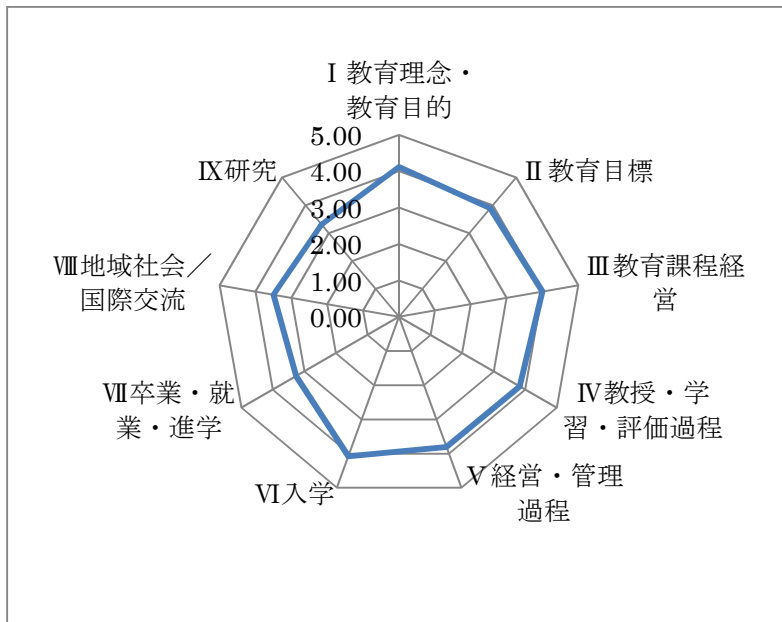 Ⅰ 教育理念・
教育目的
Ⅱ 教育目標
Ⅲ教育課程経
営
Ⅳ教授・学
習・評価過程
Ⅴ 経営・管理
過程
Ⅵ入学
Ⅶ卒業・就
業・進学
Ⅷ地域社会／
国際交流
Ⅸ研究
5.00
4.00
3.00
2.00
1.00
0.00